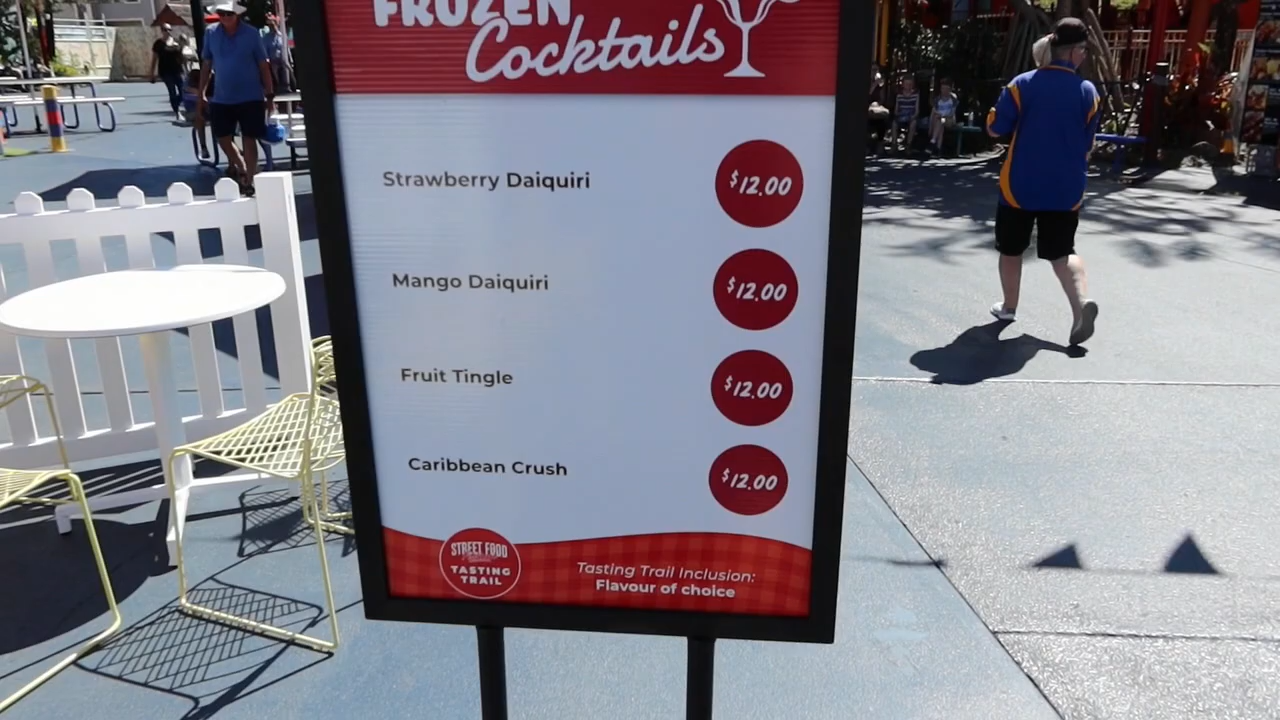 FROZEN
Cocktails
Strawberry Daiquiri $12.00
Mango Daiquiri $12.00
Fruit Tingle $12.00
Caribbean Crush $12.00
STREET FOOD
TASTING
TRAIL
Tasting Trail Inclusion:
Flavour of choice